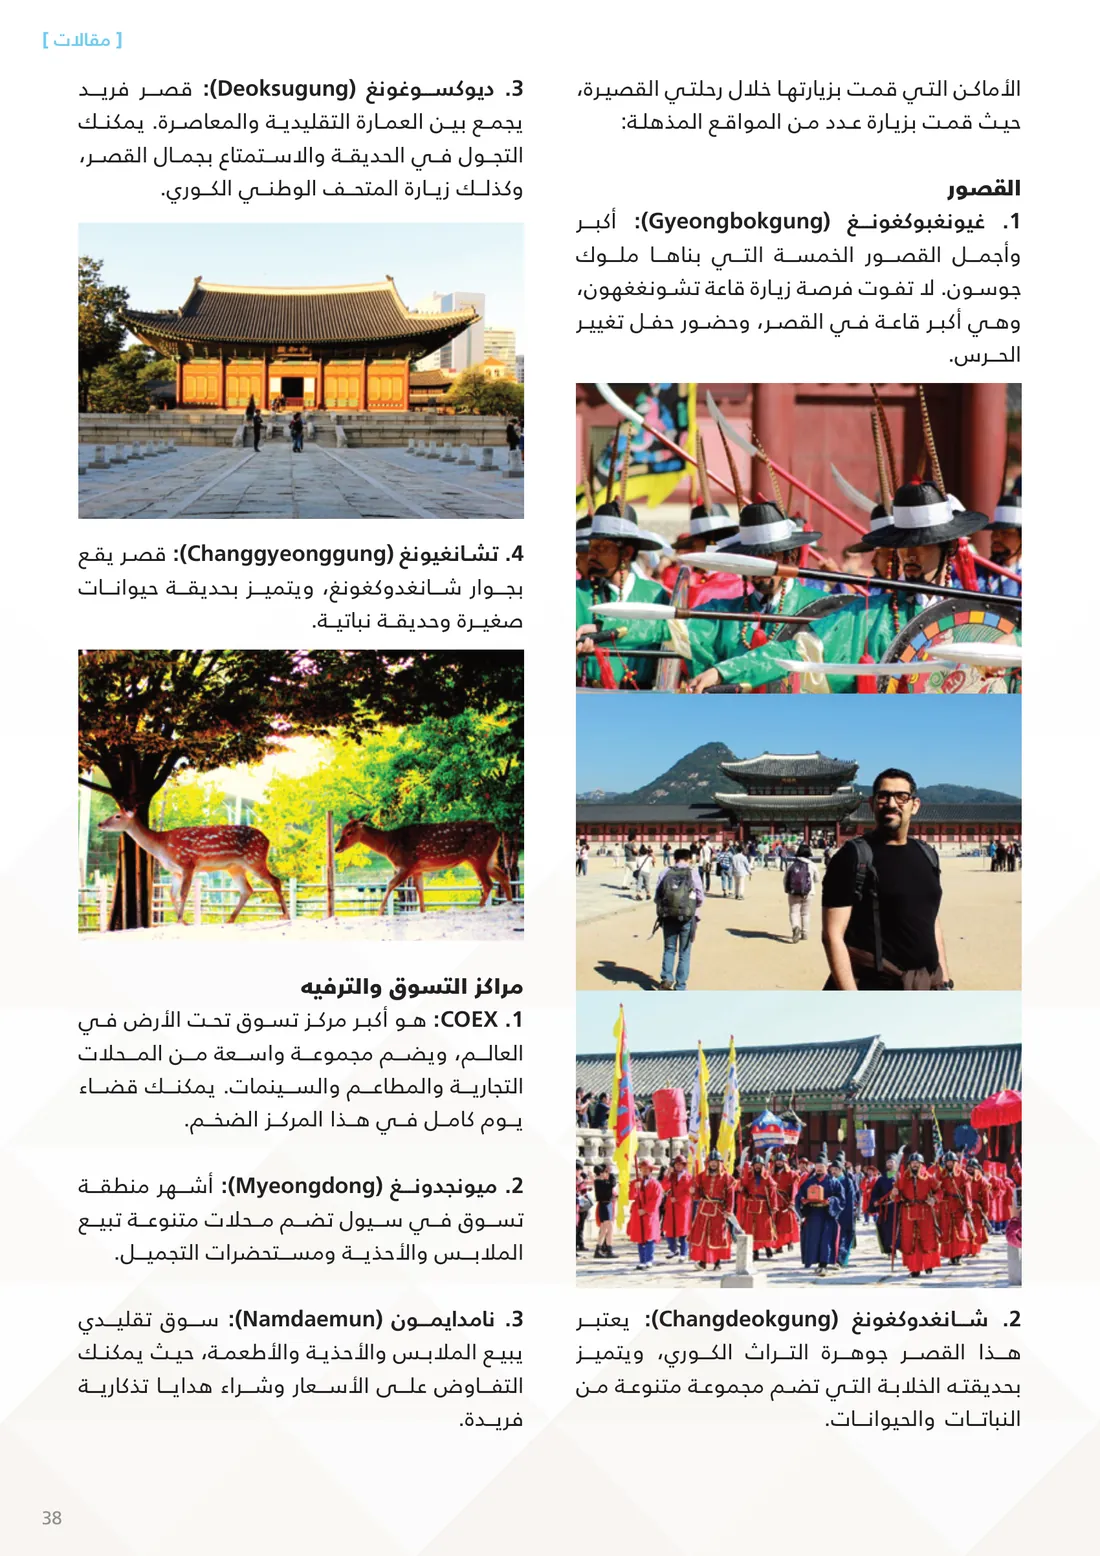 [ مقالات ]
الأماكن التي قمت بزيارتها خلال رحلتي القصيرة،
حيث قمت بزيارة عدد من المواقع المذهلة:
القصور
1. غيونغبوكغونغ (Gyeongbokgung): أكبر
وأجمل القصور الخمسة التي بناها ملوك
جوسون. لا تفوت فرصة زيارة قاعة تشونغغهون،
وهي أكبر قاعة في القصر، وحضور حفل تغيير
الحرس.
2. شانغدوكغونغ (Changdeokgung): يعتبر
هذا القصر جوهرة التراث الكوري، ويتميز
بحديقته الخلابة التي تضم مجموعة متنوعة من
النباتات والحيوانات.
3. ديوكسوغونغ (Deoksugung): قصر فريد
يجمع بين العمارة التقليدية والمعاصرة. يمكنك
التجول في الحديقة والاستمتاع بجمال القصر،
وكذلك زيارة المتحف الوطني الكوري.
4. تشانغيونغ (Changgyeonggung): قصر يقع
بجوار شانغدوكغونغ، ويتميز بحديقة حيوانات
صغيرة وحديقة نباتية.
مراكز التسوق والترفيه
1. COEX: هو أكبر مركز تسوق تحت الأرض في
العالم، ويضم مجموعة واسعة من المحلات
التجارية والمطاعم والسينمات. يمكنك قضاء
يوم كامل في هذا المركز الضخم.
2. ميونجدونغ (Myeongdong): أشهر منطقة
تسوق في سيول تضم محلات متنوعة تبيع
الملابس والأحذية ومستحضرات التجميل.
3. نامدايمون (Namdaemun): سوق تقليدي
يبيع الملابس والأحذية والأطعمة، حيث يمكنك
التفاوض على الأسعار وشراء هدايا تذكارية
فريدة.
38